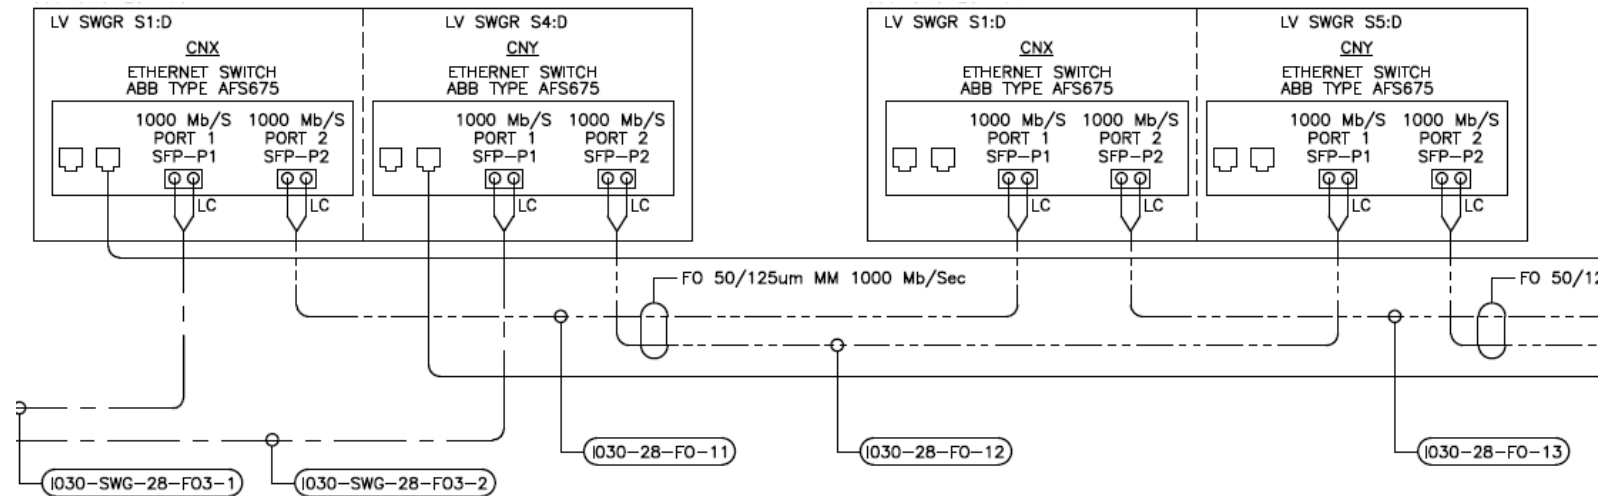 LV SWGR S1:D
CNX
ETHERNET SWITCH
ABB TYPE AFS675
1000 Mb/S 1000 Mb/S
PORT 1 PORT 2
SFP-P1 SFP-P2
LC LC
LV SWGR S4:D
CNY
ETHERNET SWITCH
ABB TYPE AFS675
1000 Mb/S 1000 Mb/S
PORT 1 PORT 2
SFP-P1 SFP-P2
LC LC
LV SWGR S1:D
CNX
ETHERNET SWITCH
ABB TYPE AFS675
1000 Mb/S 1000 Mb/S
PORT 1 PORT 2
SFP-P1 SFP-P2
LC LC
LV SWGR S5:D
CNY
ETHERNET SWITCH
ABB TYPE AFS675
1000 Mb/S 1000 Mb/S
PORT 1 PORT 2
SFP-P1 SFP-P2
LC LC
FO 50/125um MM 1000 Mb/Sec
FO 50/12
I030-28-FO-11
I030-28-FO-12
I030-28-FO-13
I030-SWG-28-FO3-1
I030-SWG-28-FO3-2